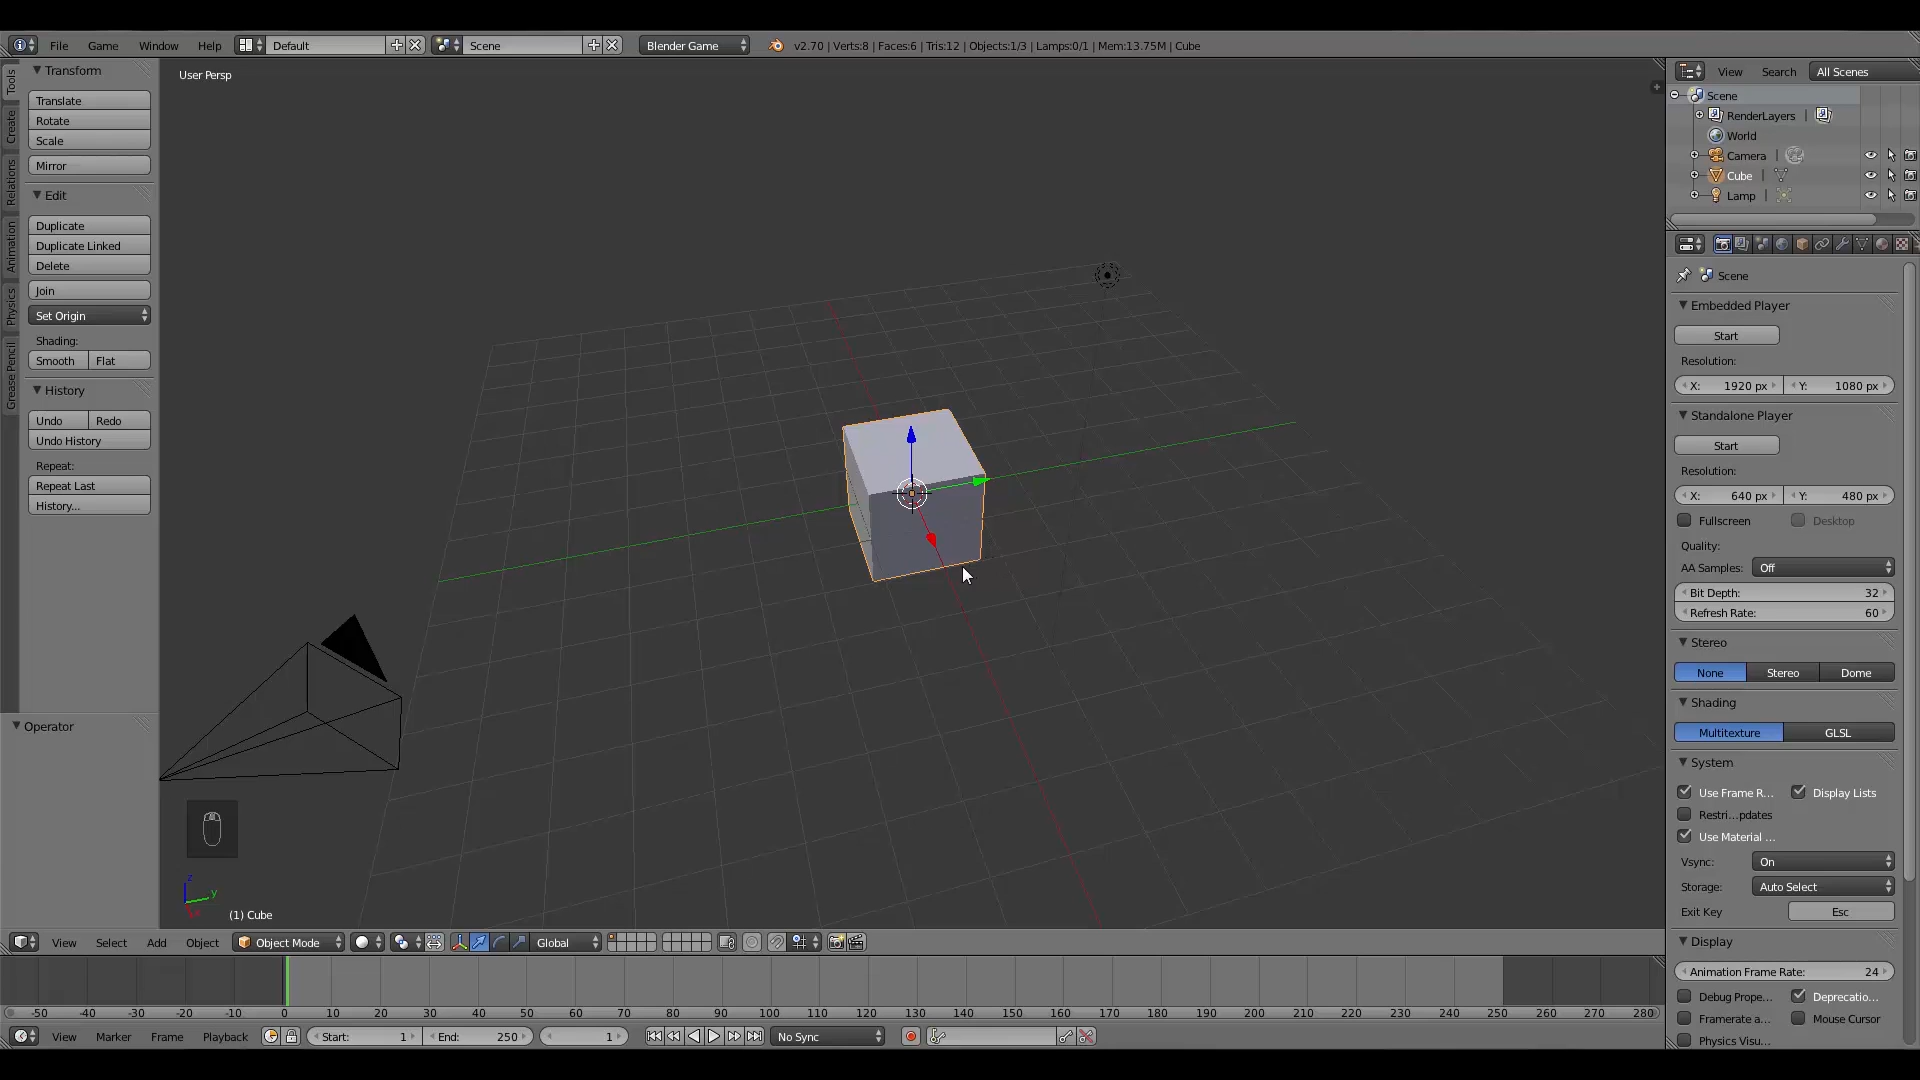 File Game Window Help Default Scene Blender Game v2.70 | Verts:8 | Faces:6 | Tris:12 | Objects:1/3 | Lamps:0/1 | Mem:13.75M | Cube
Tools
Create
Relations
Animation
Physics
Grease Pencil
Transform
Translate
Rotate
Scale
Mirror
Edit
Duplicate
Duplicate Linked
Delete
Join
Set Origin
Shading:
Smooth Flat
History
Undo Redo
Undo History
Repeat:
Repeat Last
History...
Operator
User Persp
z
y
x
(1) Cube
View Search All Scenes
Scene
RenderLayers |
World
Camera |
Cube |
Lamp |
Scene
Embedded Player
Start
Resolution:
X: 1920 px Y: 1080 px
Standalone Player
Start
Resolution:
X: 640 px Y: 480 px
Fullscreen Desktop
Quality:
AA Samples: Off
Bit Depth: 32
Refresh Rate: 60
Stereo
None Stereo Dome
Shading
Multitexture GLSL
System
Use Frame R... Display Lists
Restri...pdates
Use Material ...
Vsync: On
Storage: Auto Select
Exit Key Esc
Display
Animation Frame Rate: 24
Debug Prope... Deprecatio...
Framerate a... Mouse Cursor
Physics Visu...
View Select Add Object Object Mode Global
-50 -40 -30 -20 -10 0 10 20 30 40 50 60 70 80 90 100 110 120 130 140 150 160 170 180 190 200 210 220 230 240 250 260 270 280
View Marker Frame Playback Start: 1 End: 250 1 No Sync